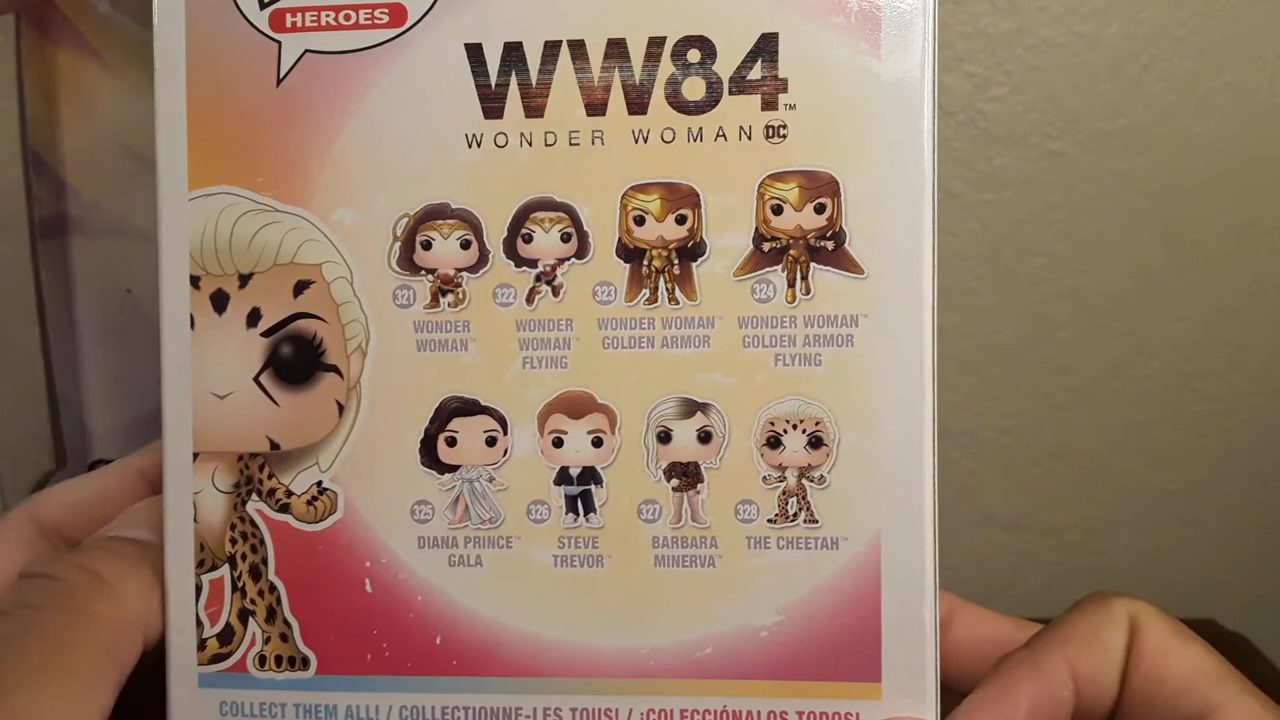 HEROES
WW84™
WONDER WOMAN DC
321
322
323
324
WONDER
WOMAN™
WONDER
WOMAN™
FLYING
WONDER WOMAN™
GOLDEN ARMOR
WONDER WOMAN™
GOLDEN ARMOR
FLYING
325
326
327
328
DIANA PRINCE™
GALA
STEVE
TREVOR™
BARBARA
MINERVA™
THE CHEETAH™
COLLECT THEM ALL! / COLLECTIONNE-LES TOUS! / ¡COLECCIÓNALOS TODOS!